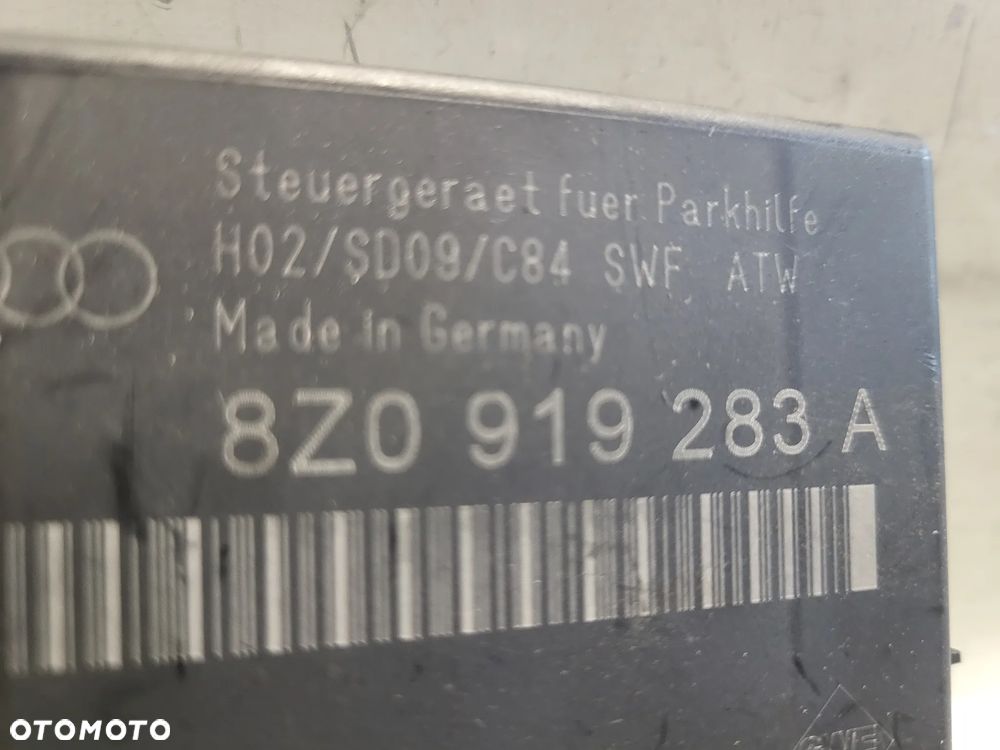 Steuergeraet fuer Parkhilfe
H02/SD09/C84 SWF ATW
Made in Germany
8Z0 919 283 A
OTOMOTO